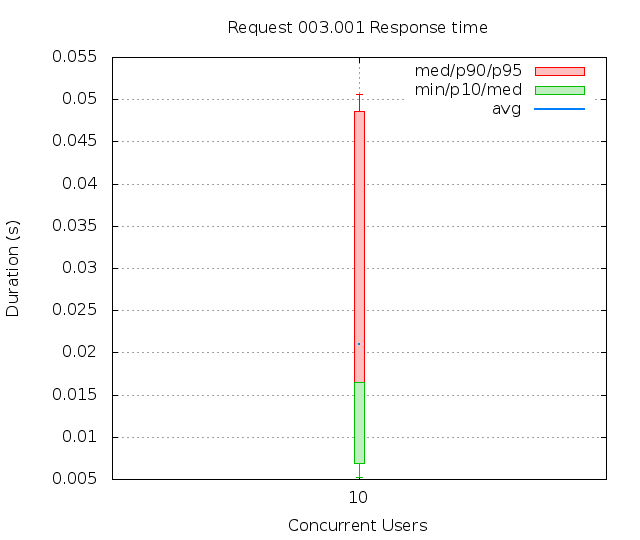 Request 003.001 Response time
0.055
0.05
0.045
0.04
0.035
0.03
0.025
0.02
0.015
0.01
0.005
med/p90/p95
min/p10/med
avg
Duration (s)
10
Concurrent Users